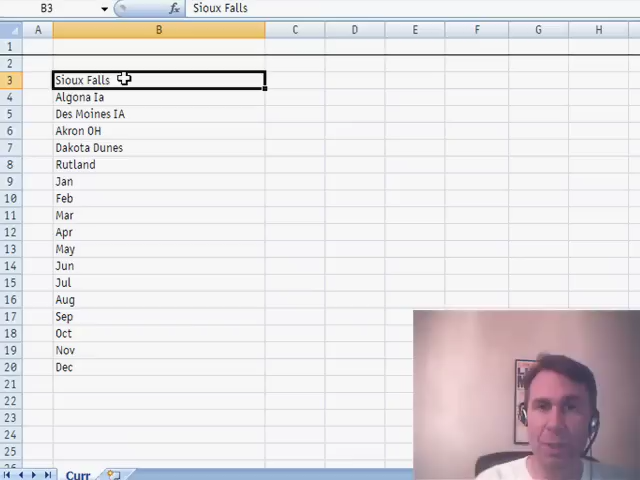 B3 fx Sioux Falls
A B C D E F G H
1
2
3 Sioux Falls
4 Algona Ia
5 Des Moines IA
6 Akron OH
7 Dakota Dunes
8 Rutland
9 Jan
10 Feb
11 Mar
12 Apr
13 May
14 Jun
15 Jul
16 Aug
17 Sep
18 Oct
19 Nov
20 Dec
21
22
23
24
25
Curr